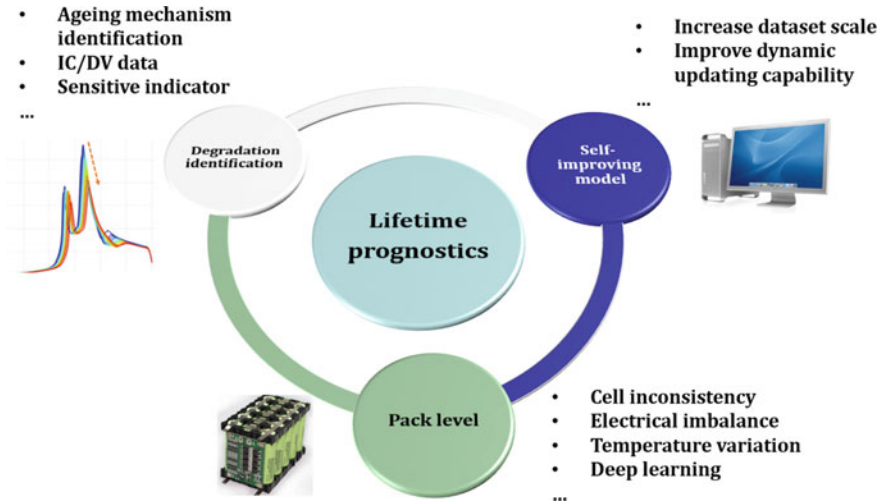 • Ageing mechanism
identification
• IC/DV data
• Sensitive indicator
...
• Increase dataset scale
• Improve dynamic
updating capability
...
Degradation
identification
Self-
improving
model
Lifetime
prognostics
Pack level
• Cell inconsistency
• Electrical imbalance
• Temperature variation
• Deep learning
...